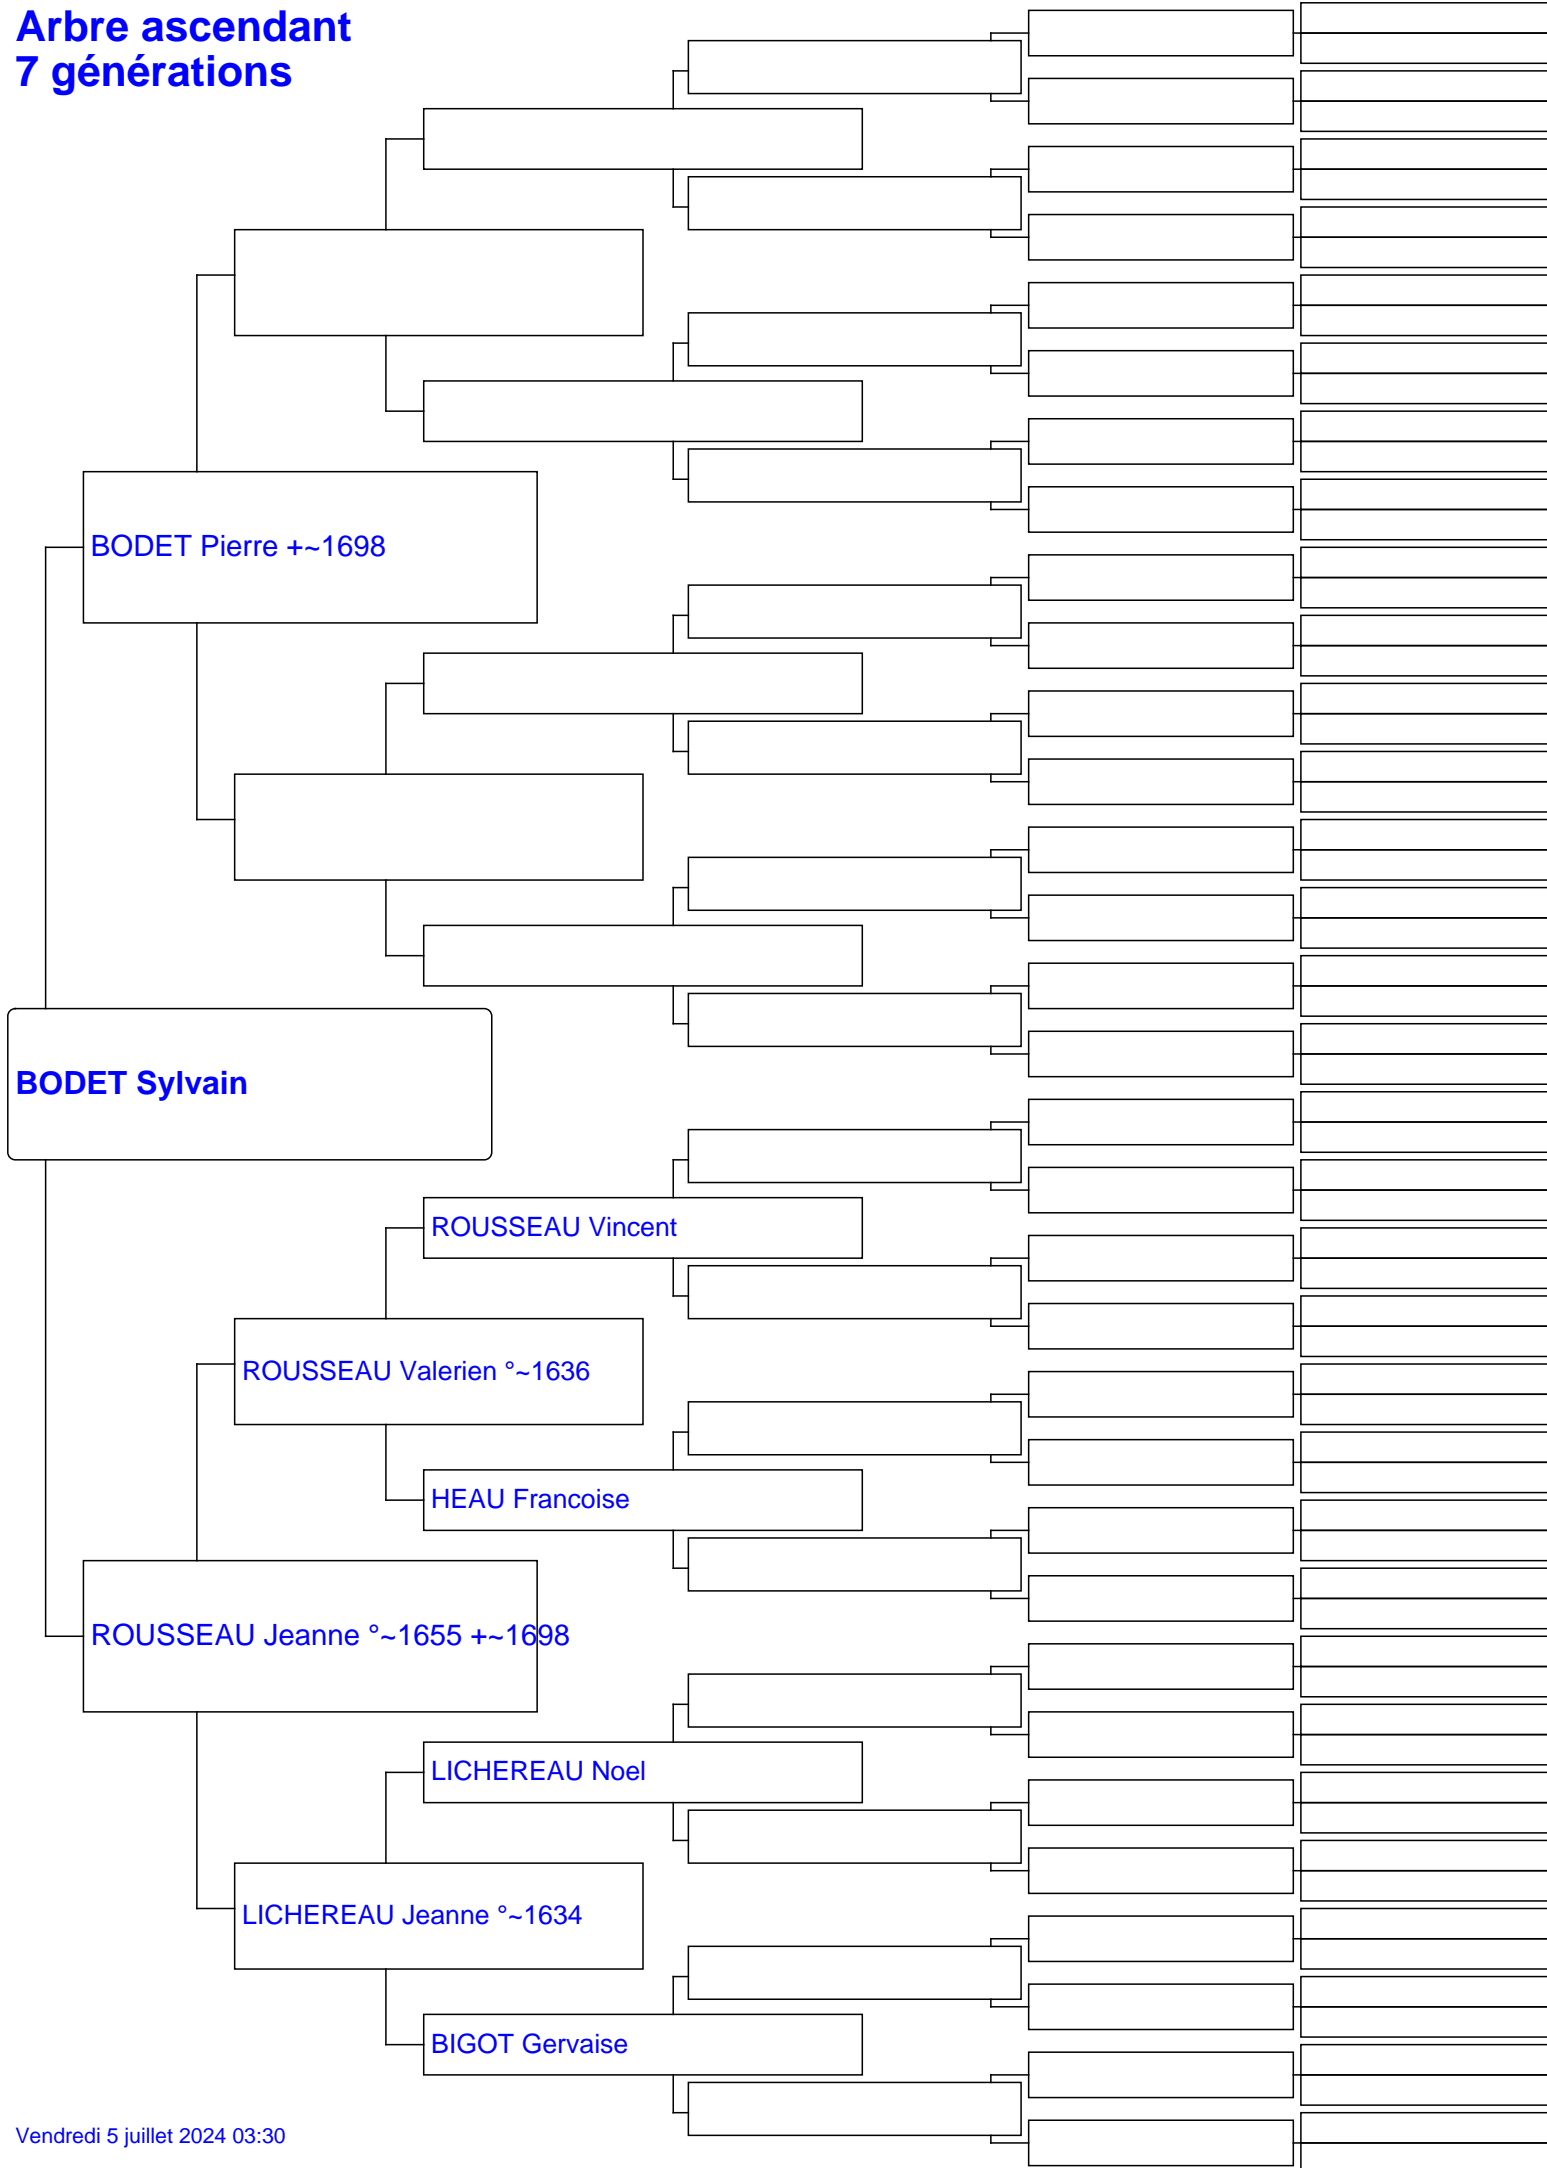 Arbre ascendant
7 générations
BODET Pierre +~1698
BODET Sylvain
ROUSSEAU Vincent
ROUSSEAU Valerien °~1636
HEAU Francoise
ROUSSEAU Jeanne °~1655 +~1698
LICHEREAU Noel
LICHEREAU Jeanne °~1634
BIGOT Gervaise
Vendredi 5 juillet 2024 03:30